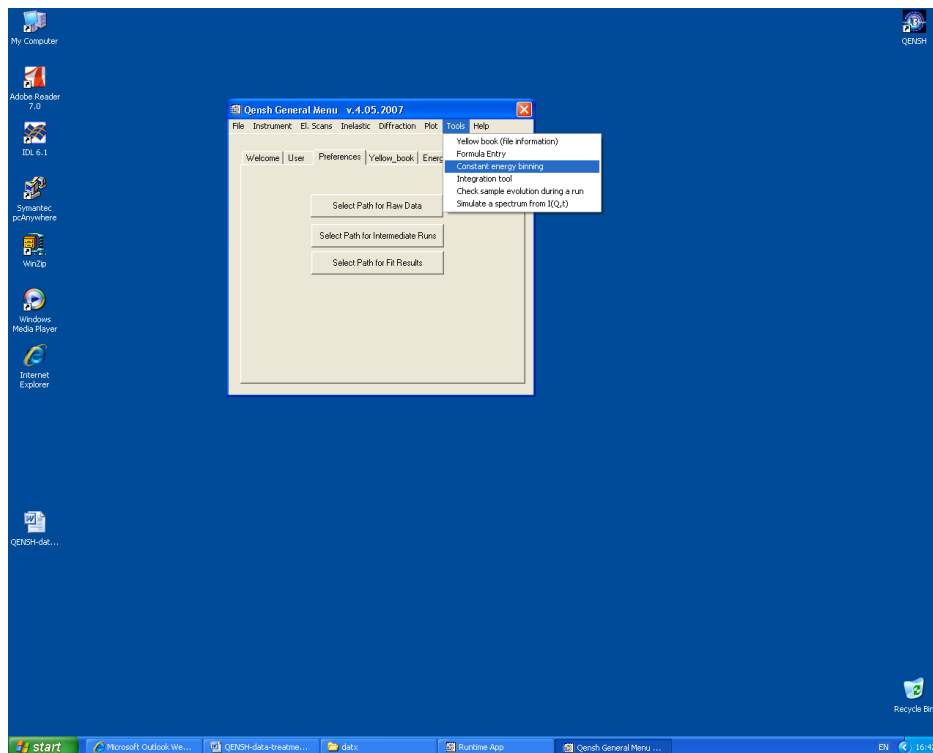 My Computer
QENSH
Adobe Reader
7.0
IDL 6.1
Symantec
pcAnywhere
WinZip
Windows
Media Player
Internet
Explorer
QENSH-dat...
Qensh General Menu v.4.05.2007
File Instrument El. Scans Inelastic Diffraction Plot Tools Help
Yellow book (file information)
Formula Entry
Constant energy binning
Integration tool
Check sample evolution during a run
Simulate a spectrum from I(Q,t)
Welcome User Preferences Yellow_book Energ
Select Path for Raw Data
Select Path for Intermediate Runs
Select Path for Fit Results
Recycle Bin
start Microsoft Outlook We... QENSH-data-treatme... datx Runtime App Qensh General Menu ... EN